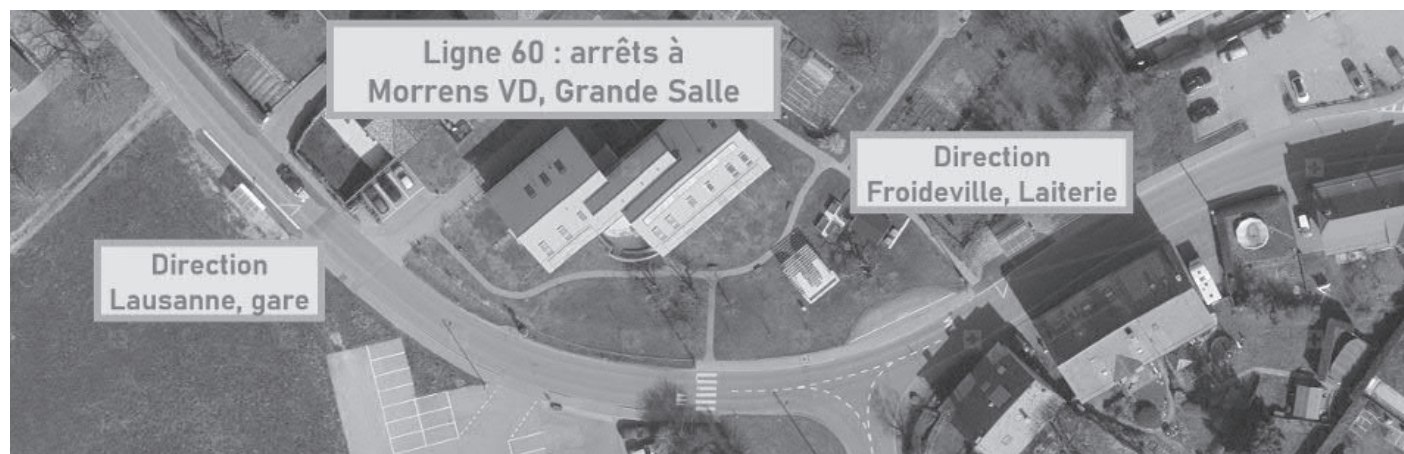 Ligne 60 : arrêts à
Morrens VD, Grande Salle
Direction
Froideville, Laiterie
Direction
Lausanne, gare